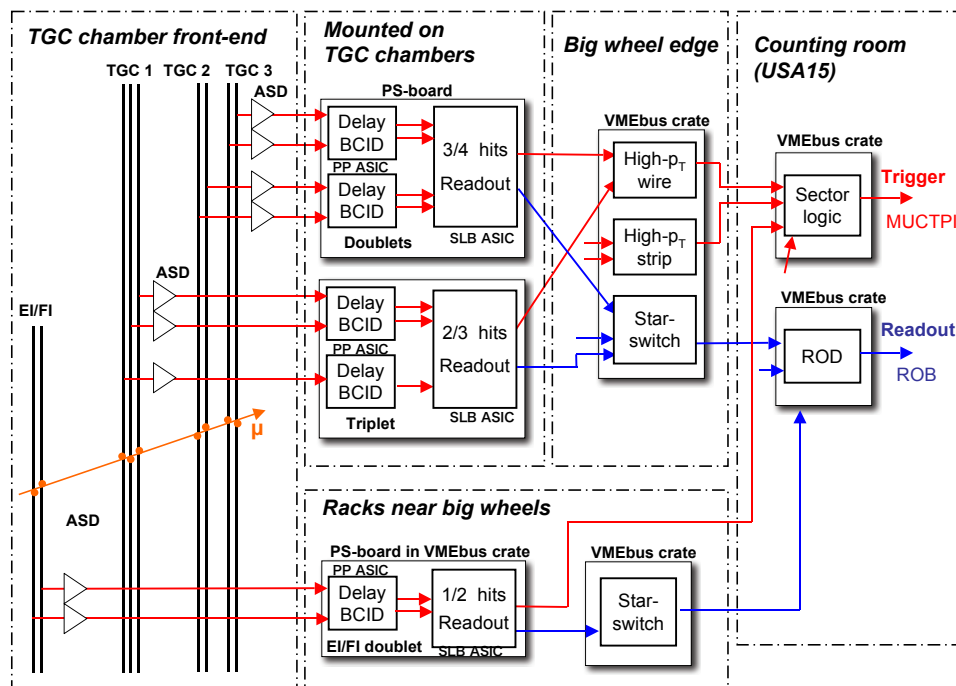 TGC chamber front-end
TGC 1 TGC 2 TGC 3
ASD
ASD
EI/FI
μ
ASD
Mounted on
TGC chambers
PS-board
Delay
BCID
PP ASIC
Delay
BCID
Doublets
3/4 hits
Readout
SLB ASIC
Delay
BCID
PP ASIC
Delay
BCID
Triplet
2/3 hits
Readout
SLB ASIC
Big wheel edge
VMEbus crate
High-pT
wire
High-pT
strip
Star-
switch
Counting room
(USA15)
VMEbus crate
Sector
logic
Trigger
MUCTPI
VMEbus crate
ROD
Readout
ROB
Racks near big wheels
PS-board in VMEbus crate
PP ASIC
Delay
BCID
EI/FI doublet
1/2 hits
Readout
SLB ASIC
VMEbus crate
Star-
switch